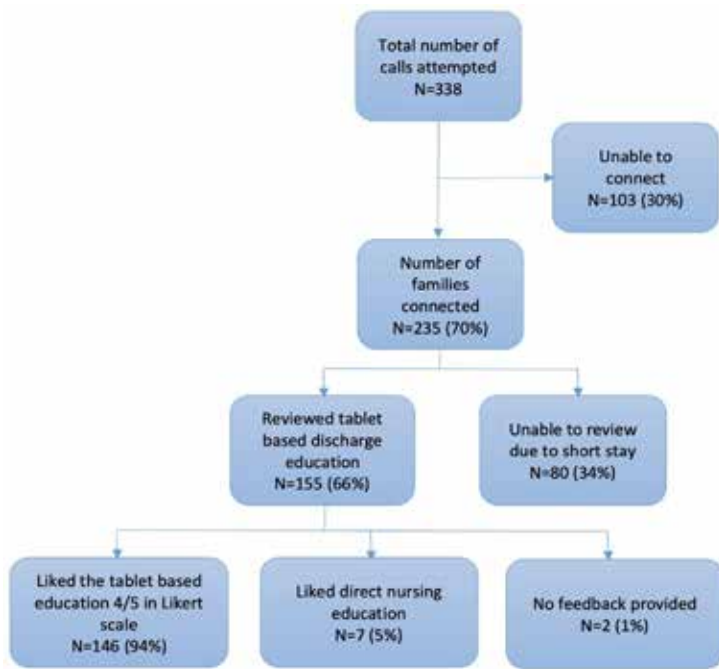 Total number of
calls attempted
N=338
Unable to
connect
N=103 (30%)
Number of
families
connected
N=235 (70%)
Reviewed tablet
based discharge
education
N=155 (66%)
Unable to review
due to short stay
N=80 (34%)
Liked the tablet based
education 4/5 in Likert
scale
N=146 (94%)
Liked direct nursing
education
N=7 (5%)
No feedback provided
N=2 (1%)